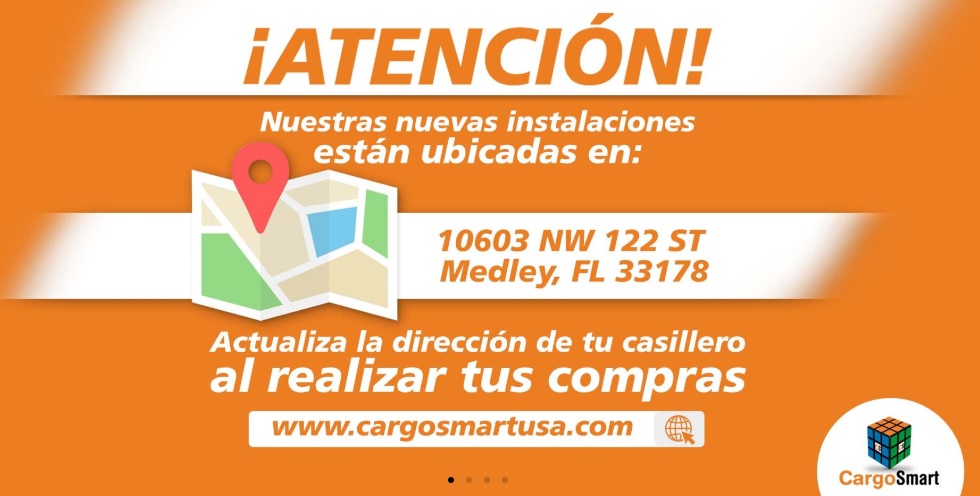 ¡ATENCIÓN!
Nuestras nuevas instalaciones
están ubicadas en:
10603 NW 122 ST
Medley, FL 33178
Actualiza la dirección de tu casillero
al realizar tus compras
www.cargosmartusa.com
CargoSmart